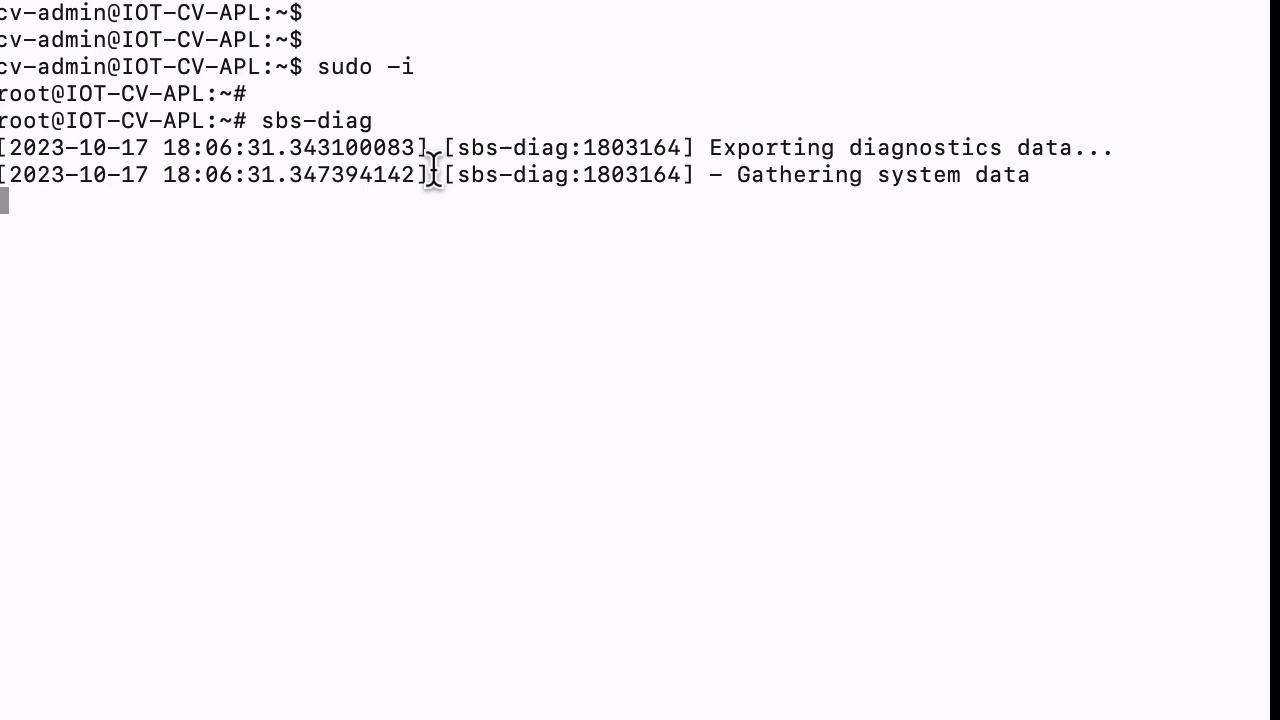 cv-admin@IOT-CV-APL:~$
cv-admin@IOT-CV-APL:~$
cv-admin@IOT-CV-APL:~$ sudo -i
root@IOT-CV-APL:~#
root@IOT-CV-APL:~# sbs-diag
[2023-10-17 18:06:31.343100083] [sbs-diag:1803164] Exporting diagnostics data...
[2023-10-17 18:06:31.347394142] [sbs-diag:1803164] - Gathering system data